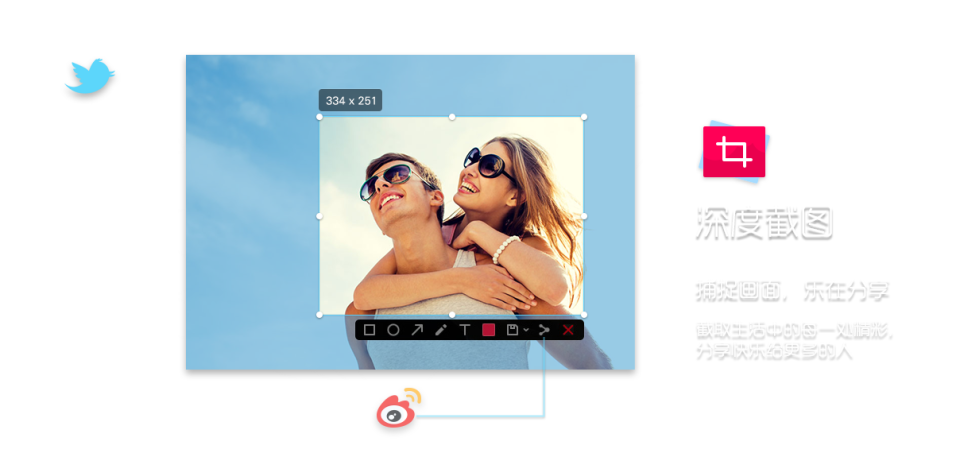 334 x 251
T
深度截图
捕捉画面，乐在分享
截取生活中的每一处缤彩，
分享快乐给更多的人